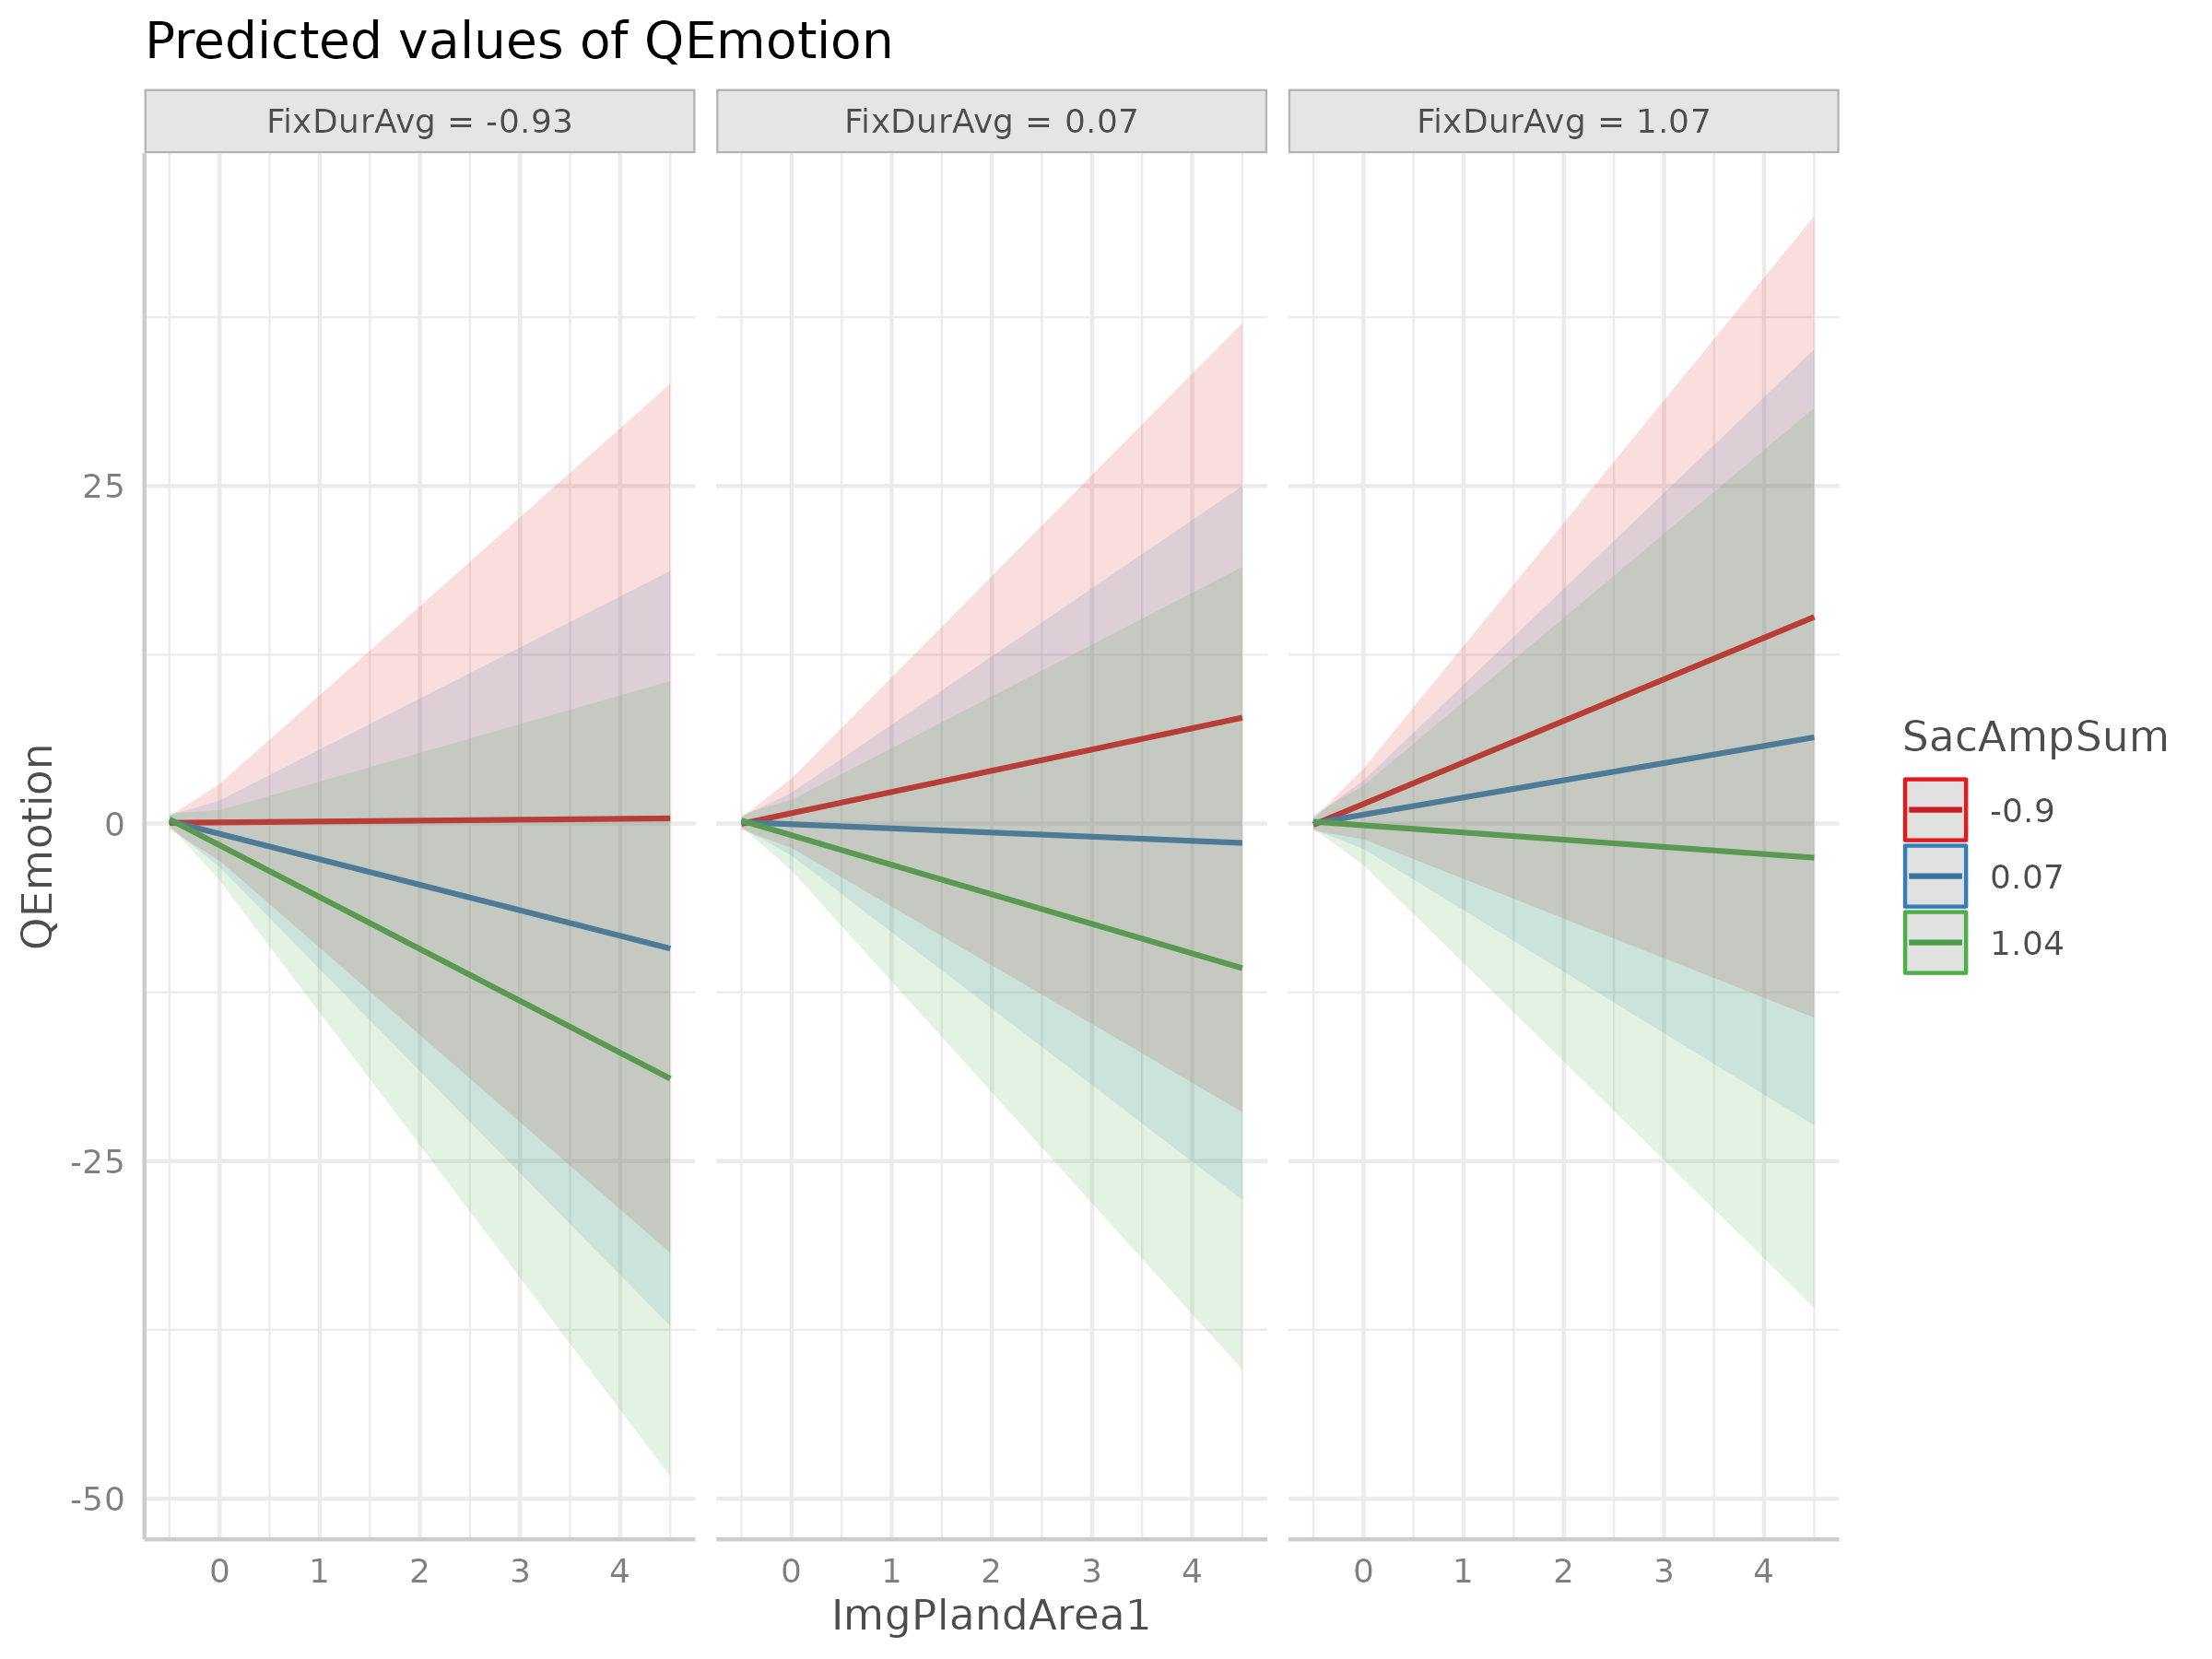 Predicted values of QEmotion
FixDurAvg = -0.93
FixDurAvg = 0.07
FixDurAvg = 1.07
25
0
-25
-50
QEmotion
0 1 2 3 4
0 1 2 3 4
0 1 2 3 4
ImgPlandArea1
SacAmpSum
-0.9
0.07
1.04